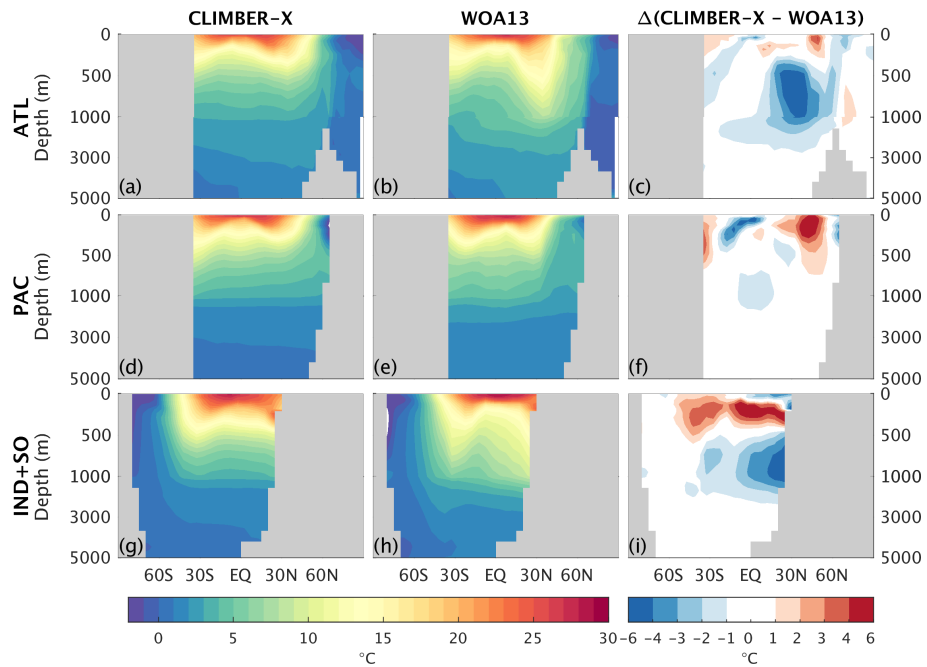 CLIMBER-X WOA13 Δ(CLIMBER-X - WOA13)
ATL
Depth (m)
0
500
1000
3000
5000
(a) (b) (c)
0
500
1000
3000
5000
PAC
Depth (m)
0
500
1000
3000
5000
(d) (e) (f)
0
500
1000
3000
5000
IND+SO
Depth (m)
0
500
1000
3000
5000
(g) (h) (i)
0
500
1000
3000
5000
60S 30S EQ 30N 60N 60S 30S EQ 30N 60N 60S 30S EQ 30N 60N
0 5 10 15 20 25 30 -6 -4 -3 -2 -1 0 1 2 3 4 6
°C °C